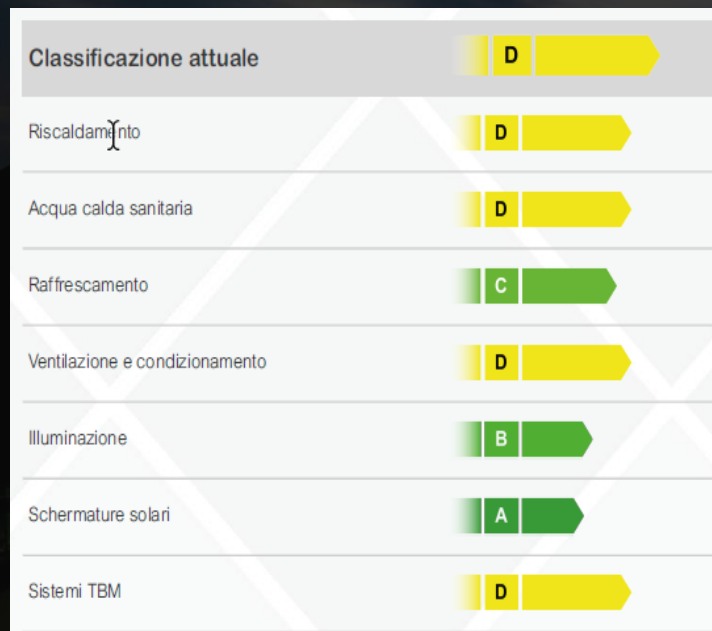 Classificazione attuale D
Riscaldamento D
Acqua calda sanitaria D
Raffrescamento C
Ventilazione e condizionamento D
Illuminazione B
Schermature solari A
Sistemi TBM D